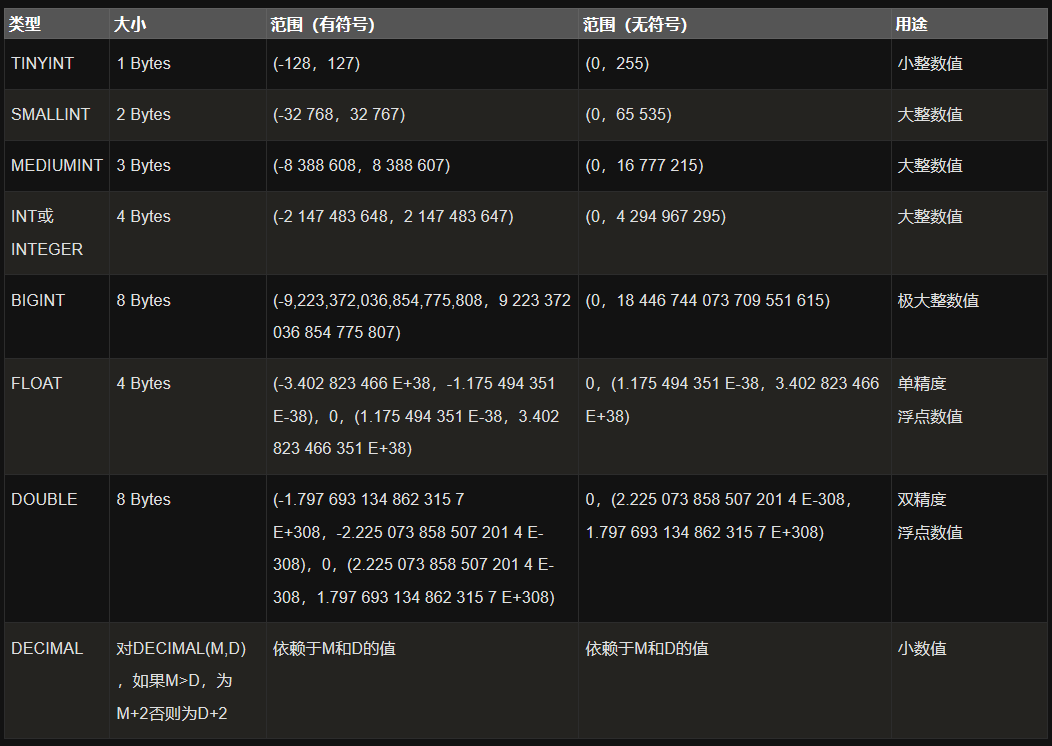 类型 大小 范围（有符号） 范围（无符号） 用途
TINYINT 1 Bytes (-128，127) (0，255) 小整数值
SMALLINT 2 Bytes (-32 768，32 767) (0，65 535) 大整数值
MEDIUMINT 3 Bytes (-8 388 608，8 388 607) (0，16 777 215) 大整数值
INT或 4 Bytes (-2 147 483 648，2 147 483 647) (0，4 294 967 295) 大整数值
INTEGER
BIGINT 8 Bytes (-9,223,372,036,854,775,808，9 223 372 (0，18 446 744 073 709 551 615) 极大整数值
036 854 775 807)
FLOAT 4 Bytes (-3.402 823 466 E+38，-1.175 494 351 0，(1.175 494 351 E-38，3.402 823 466 单精度
E-38)，0，(1.175 494 351 E-38，3.402 E+38) 浮点数值
823 466 351 E+38)
DOUBLE 8 Bytes (-1.797 693 134 862 315 7 0，(2.225 073 858 507 201 4 E-308， 双精度
E+308，-2.225 073 858 507 201 4 E- 1.797 693 134 862 315 7 E+308) 浮点数值
308)，0，(2.225 073 858 507 201 4 E-
308，1.797 693 134 862 315 7 E+308)
DECIMAL 对DECIMAL(M,D) 依赖于M和D的值 依赖于M和D的值 小数值
，如果M>D，为
M+2否则为D+2